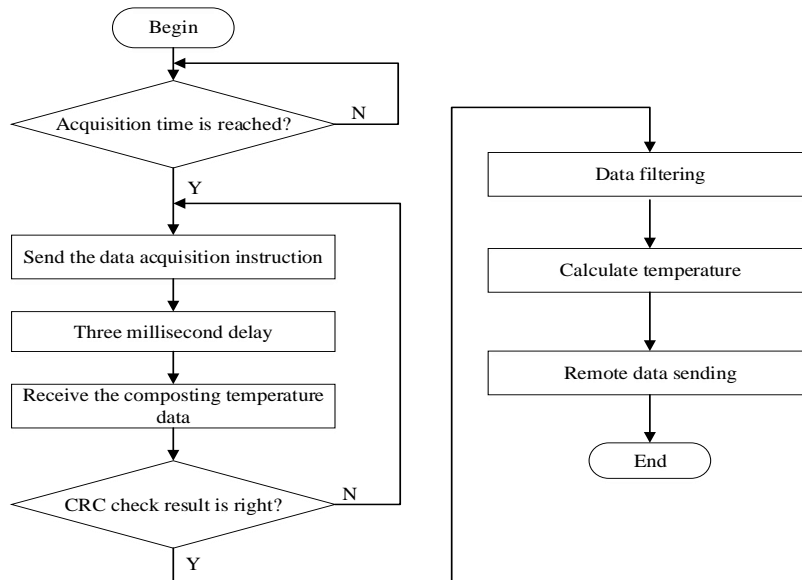 Begin
N
Acquisition time is reached?
Y
Send the data acquisition instruction
Three millisecond delay
Receive the composting temperature
data
N
CRC check result is right?
Y
Data filtering
Calculate temperature
Remote data sending
End